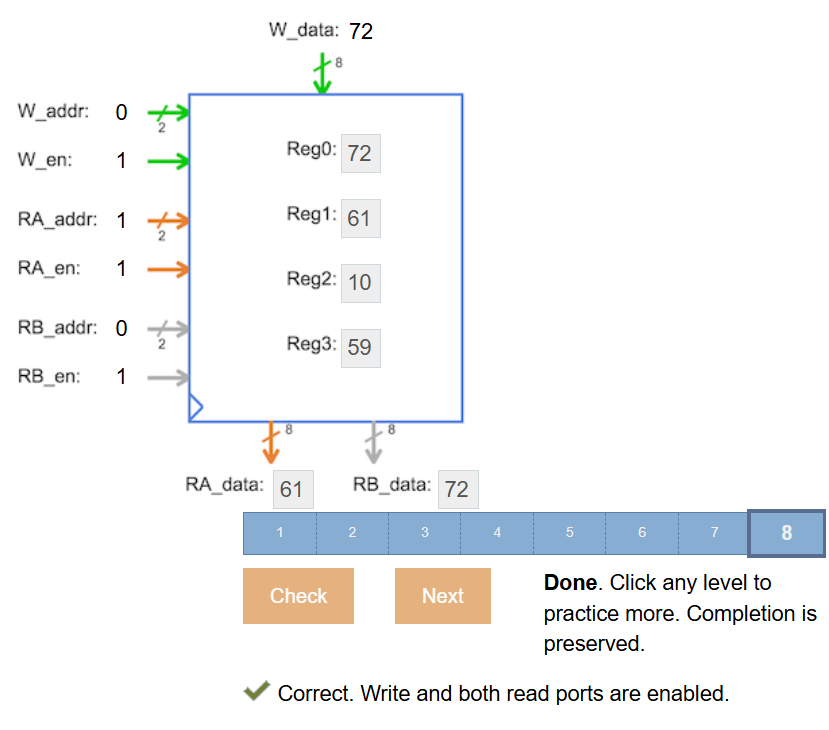 W_data: 72
8
W_addr: 0
2
W_en: 1
Reg0: 72
RA_addr: 1
2
Reg1: 61
RA_en: 1
Reg2: 10
RB_addr: 0
2
Reg3: 59
RB_en: 1
8 8
RA_data: 61 RB_data: 72
1 2 3 4 5 6 7 8
Check Next
Done. Click any level to
practice more. Completion is
preserved.
Correct. Write and both read ports are enabled.